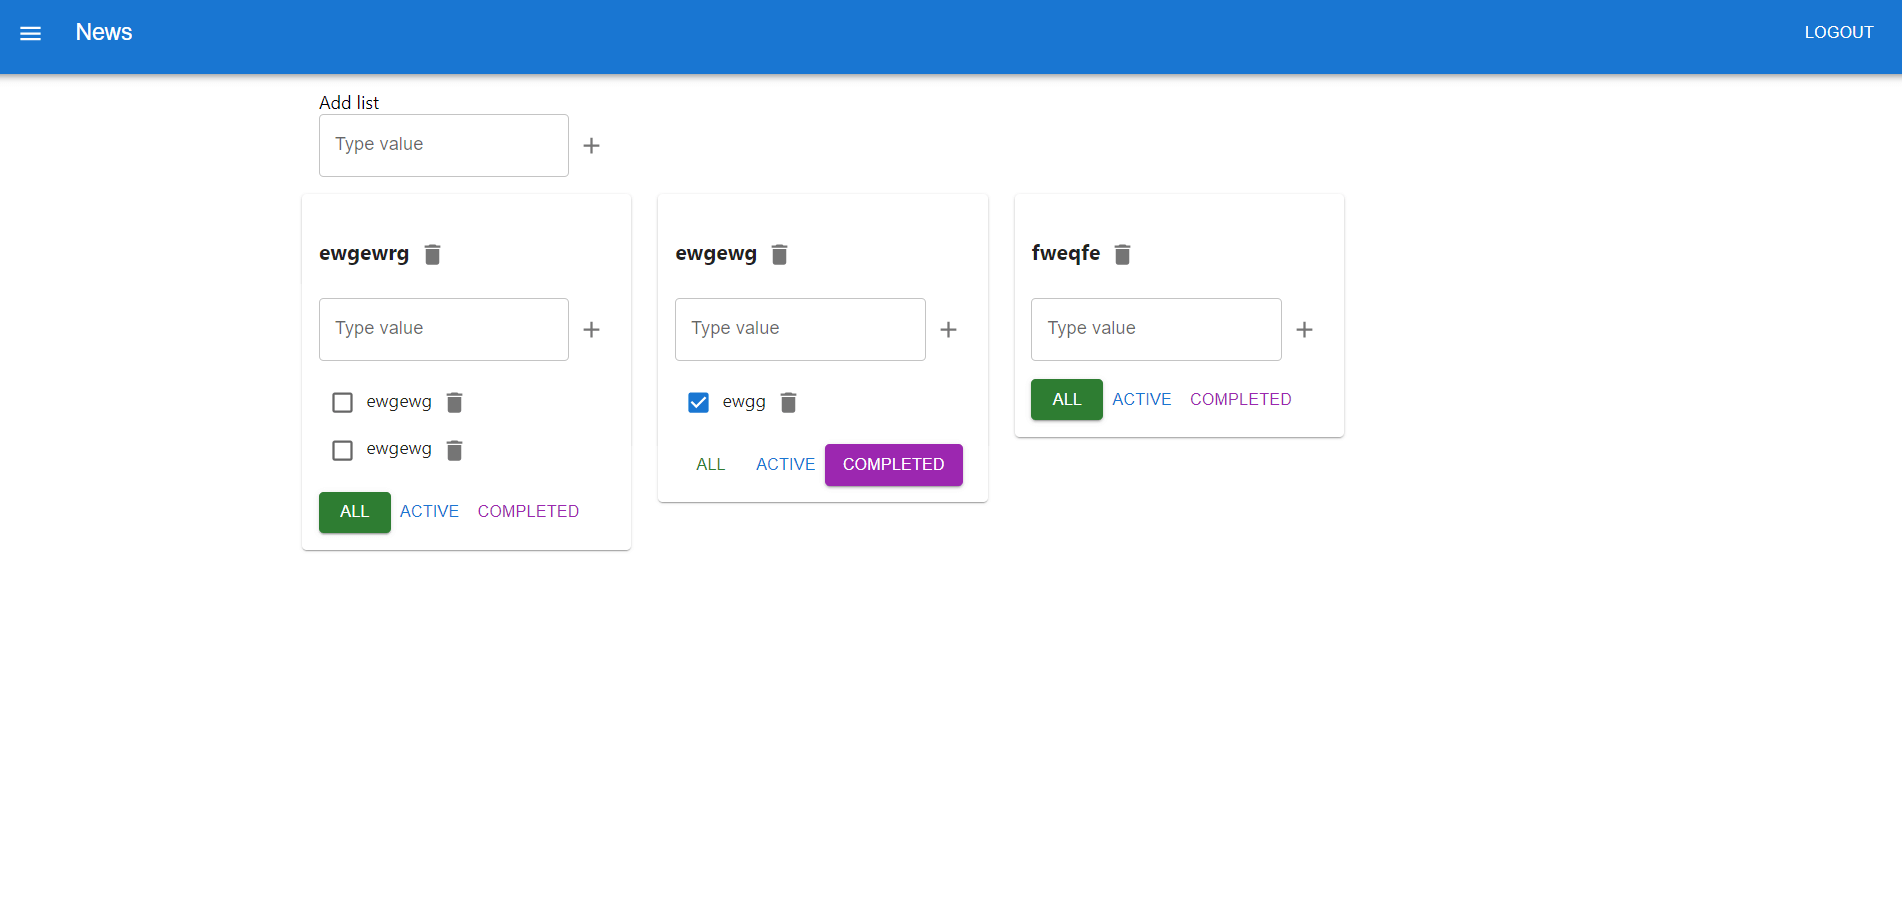 News
LOGOUT
Add list
Type value
ewgewrg
Type value
ewgewg
ewgewg
ALL ACTIVE COMPLETED
ewgewg
Type value
ewgg
ALL ACTIVE COMPLETED
fweqfe
Type value
ALL ACTIVE COMPLETED